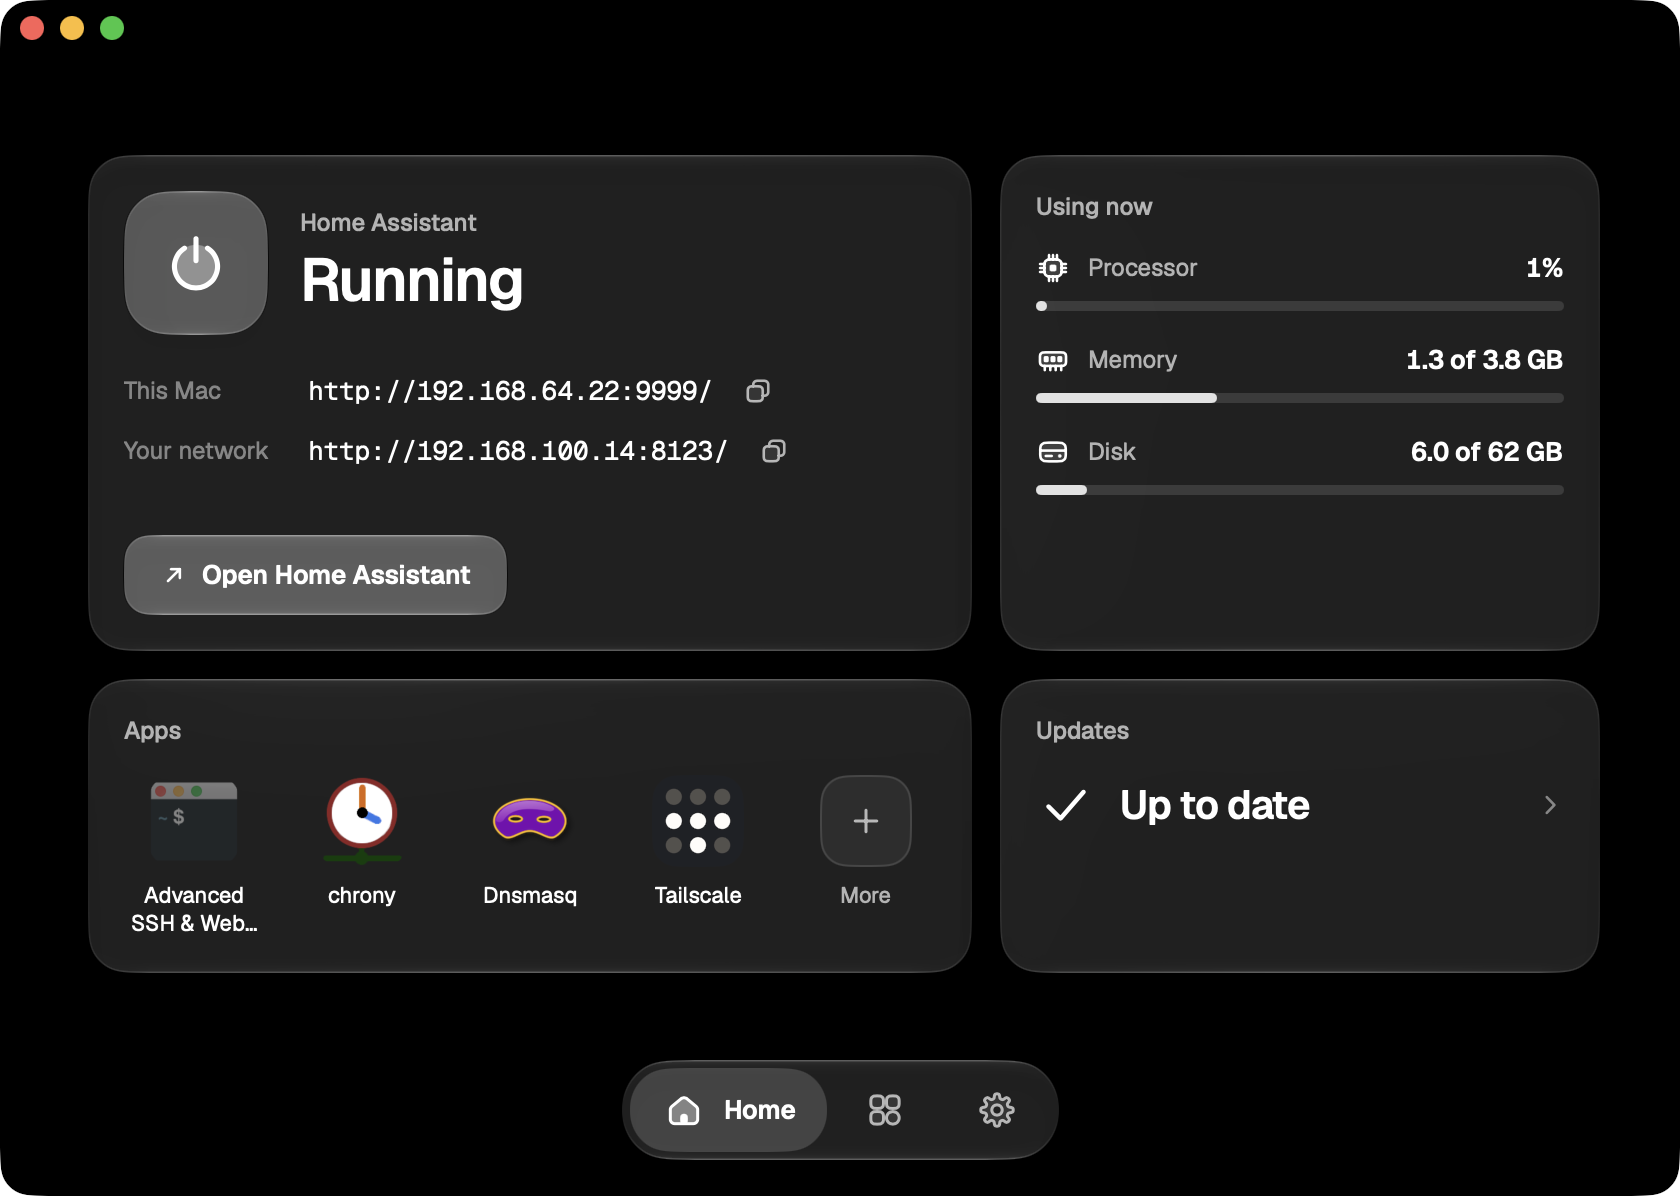 Home Assistant
Running
This Mac
http://192.168.64.22:9999/
Your network
http://192.168.100.14:8123/
Open Home Assistant
Using now
Processor
1%
Memory
1.3 of 3.8 GB
Disk
6.0 of 62 GB
Apps
~ $
Advanced
SSH & Web…
chrony
Dnsmasq
Tailscale
More
Updates
Up to date
Home